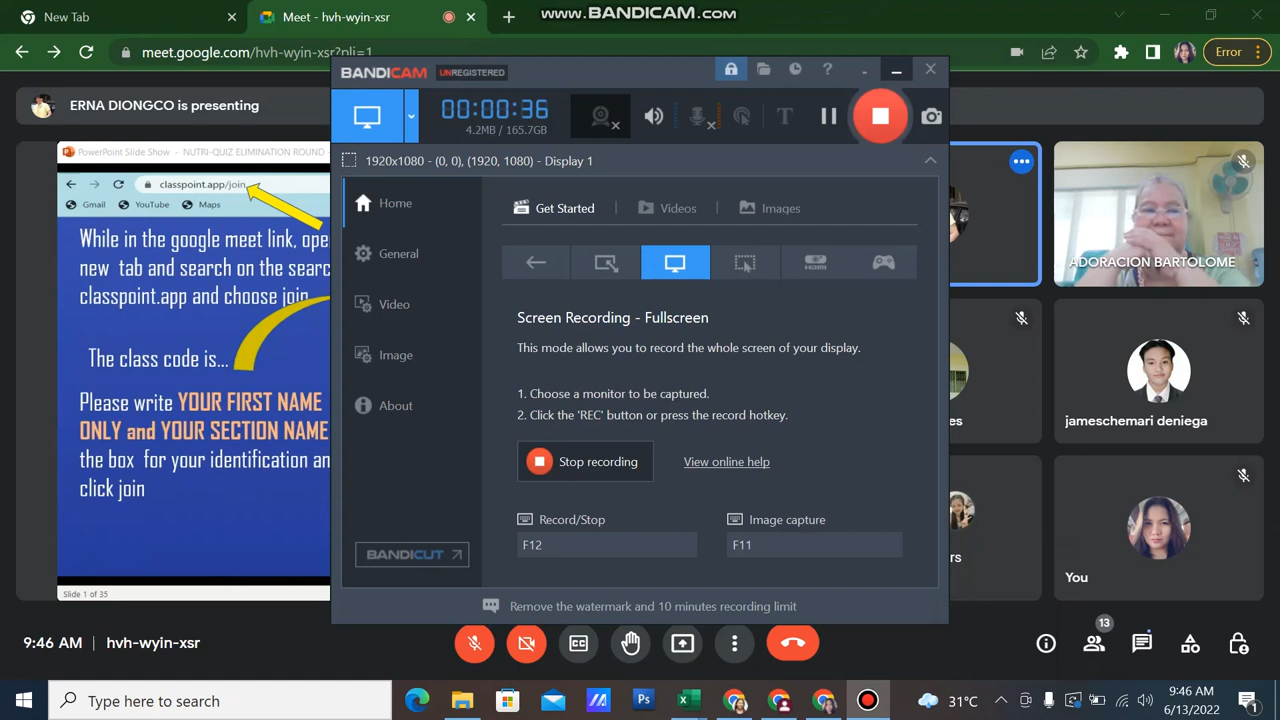 New Tab
Meet - hvh-wyin-xsr
WWW.BANDICAM.COM
meet.google.com/hvh-wyin-xsr?pli=1
Error
ERNA DIONGCO is presenting
PowerPoint Slide Show - NUTRI-QUIZ ELIMINATION ROUND
classpoint.app/join
Gmail
YouTube
Maps
While in the google meet link,
new tab and search on the
classpoint.app and choose join
The class code is...
Please write YOUR FIRST NAME
ONLY and YOUR SECTION NAME
the box for your identification
click join
Slide 1 of 35
BANDICAM
UNREGISTERED
00:00:36
4.2MB / 165.7GB
1920x1080 - (0, 0), (1920, 1080) - Display 1
Home
General
Video
Image
About
BANDICUT
Get Started
Videos
Images
HDMI
Screen Recording - Fullscreen
This mode allows you to record the whole screen of your display.
1. Choose a monitor to be captured.
2. Click the 'REC' button or press the record hotkey.
Stop recording
View online help
Record/Stop
Image capture
F12
F11
Remove the watermark and 10 minutes recording limit
ADORACION BARTOLOME
jameschemari deniega
You
9:46 AM
hvh-wyin-xsr
13
Type here to search
Ps
31°C
9:46 AM
6/13/2022
1